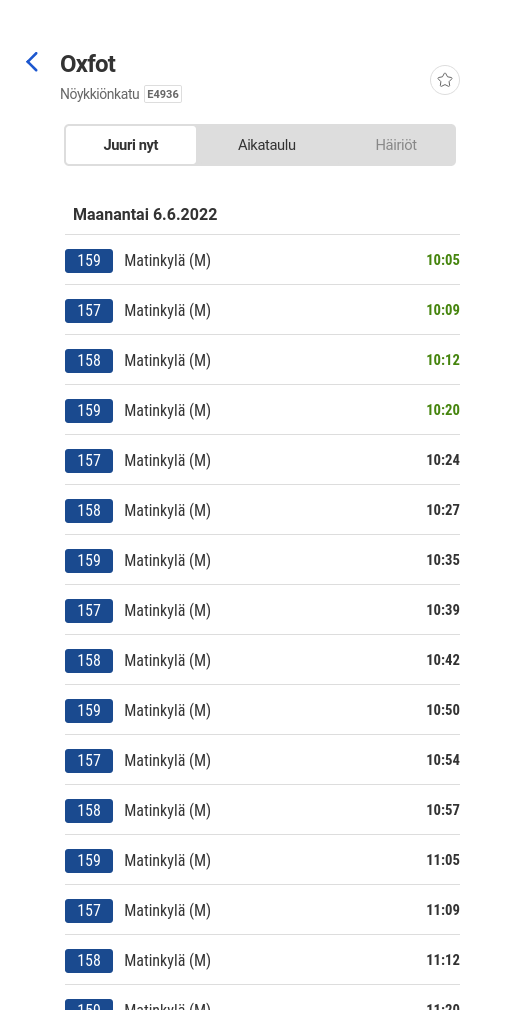 Oxfot
Nöykkiönkatu E4936
Juuri nyt Aikataulu Häiriöt
Maanantai 6.6.2022
159 Matinkylä (M) 10:05
157 Matinkylä (M) 10:09
158 Matinkylä (M) 10:12
159 Matinkylä (M) 10:20
157 Matinkylä (M) 10:24
158 Matinkylä (M) 10:27
159 Matinkylä (M) 10:35
157 Matinkylä (M) 10:39
158 Matinkylä (M) 10:42
159 Matinkylä (M) 10:50
157 Matinkylä (M) 10:54
158 Matinkylä (M) 10:57
159 Matinkylä (M) 11:05
157 Matinkylä (M) 11:09
158 Matinkylä (M) 11:12
159 Matinkylä (M) 11:20